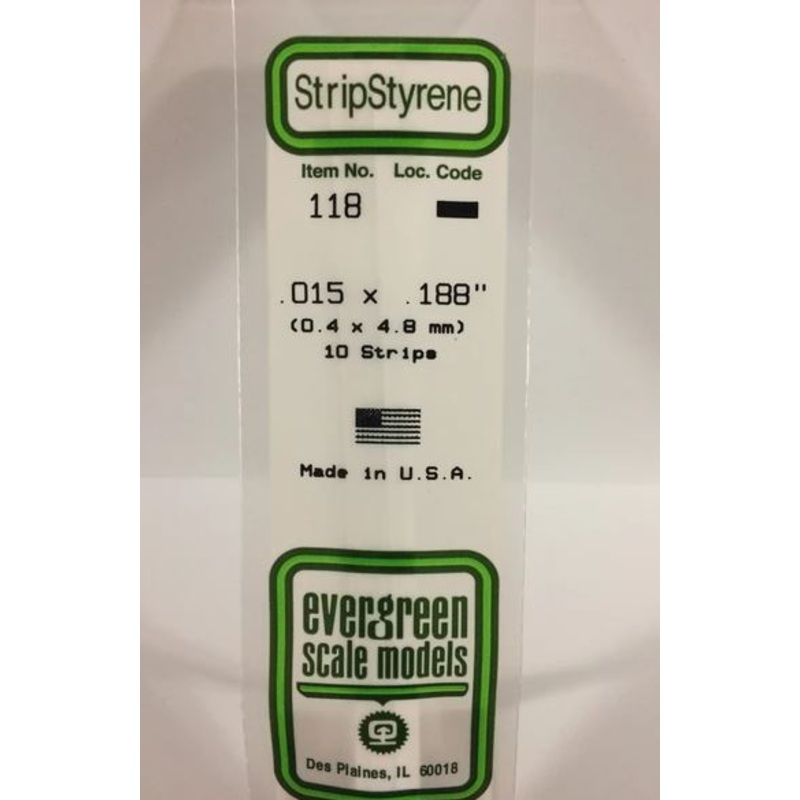 StripStyrene
Item No. Loc. Code
118
.015 x .188"
(0.4 x 4.8 mm)
10 Strips
Made in U.S.A.
evergreen
scale models
Des Plaines, IL 60018